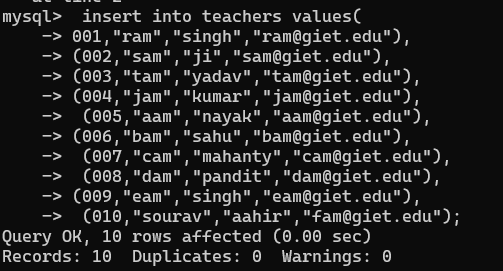 mysql>  insert into teachers values(
    -> 001,"ram","singh","ram@giet.edu"),
    -> (002,"sam","ji","sam@giet.edu"),
    -> (003,"tam","yadav","tam@giet.edu"),
    -> (004,"jam","kumar","jam@giet.edu"),
    ->  (005,"aam","nayak","aam@giet.edu"),
    -> (006,"bam","sahu","bam@giet.edu"),
    ->  (007,"cam","mahanty","cam@giet.edu"),
    ->  (008,"dam","pandit","dam@giet.edu"),
    -> (009,"eam","singh","eam@giet.edu"),
    ->  (010,"sourav","aahir","fam@giet.edu");
Query OK, 10 rows affected (0.00 sec)
Records: 10  Duplicates: 0  Warnings: 0